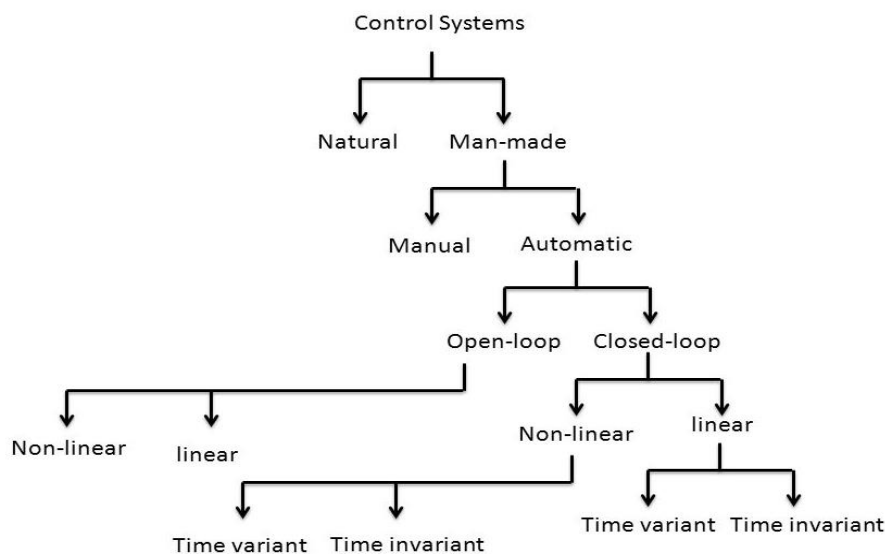 Control Systems
Natural
Man-made
Manual
Automatic
Open-loop
Closed-loop
Non-linear
linear
Non-linear
linear
Time variant
Time invariant
Time variant
Time invariant